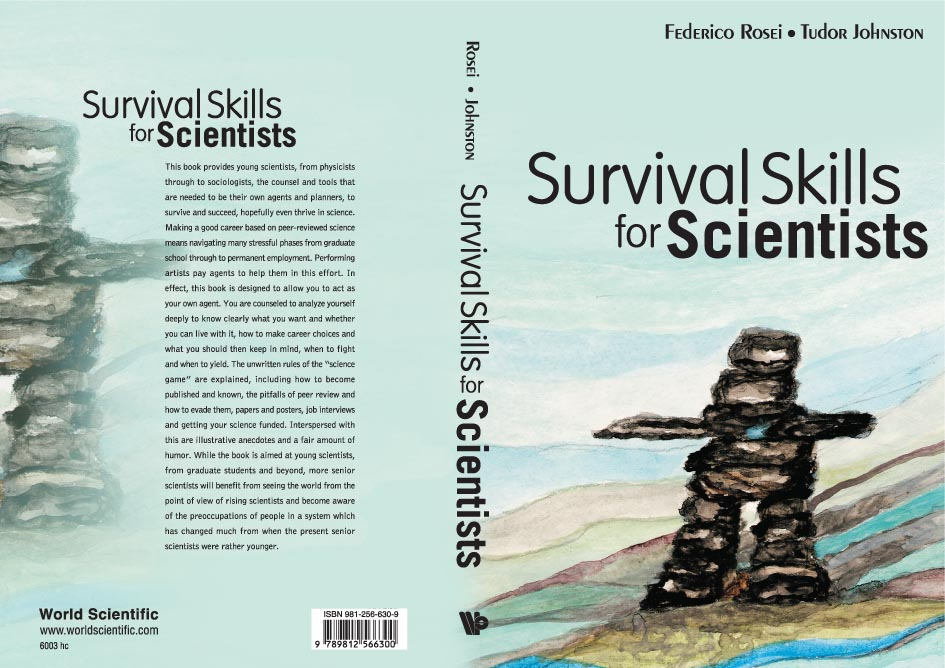 Survival Skills
for Scientists
This book provides young scientists, from physicists
through to sociologists, the counsel and tools that
are needed to be their own agents and planners, to
survive and succeed, hopefully even thrive in science.
Making a good career based on peer-reviewed science
means navigating many stressful phases from graduate
school through to permanent employment. Performing
artists pay agents to help them in this effort. In
effect, this book is designed to allow you to act as
your own agent. You are counseled to analyze yourself
deeply to know clearly what you want and whether
you can live with it, how to make career choices and
what you should then keep in mind, when to fight
and when to yield. The unwritten rules of the “science
game” are explained, including how to become
published and known, the pitfalls of peer review and
how to evade them, papers and posters, job interviews
and getting your science funded. Interspersed with
this are illustrative anecdotes and a fair amount of
humor. While the book is aimed at young scientists,
from graduate students and beyond, more senior
scientists will benefit from seeing the world from the
point of view of rising scientists and become aware
of the preoccupations of people in a system which
has changed much from when the present senior
scientists were rather younger.
World Scientific
www.worldscientific.com
6003 hc
ISBN 981-256-630-9
9 789812 566300
Rosei • Johnston Survival Skills for Scientists
Federico Rosei • Tudor Johnston
Survival Skills
for Scientists